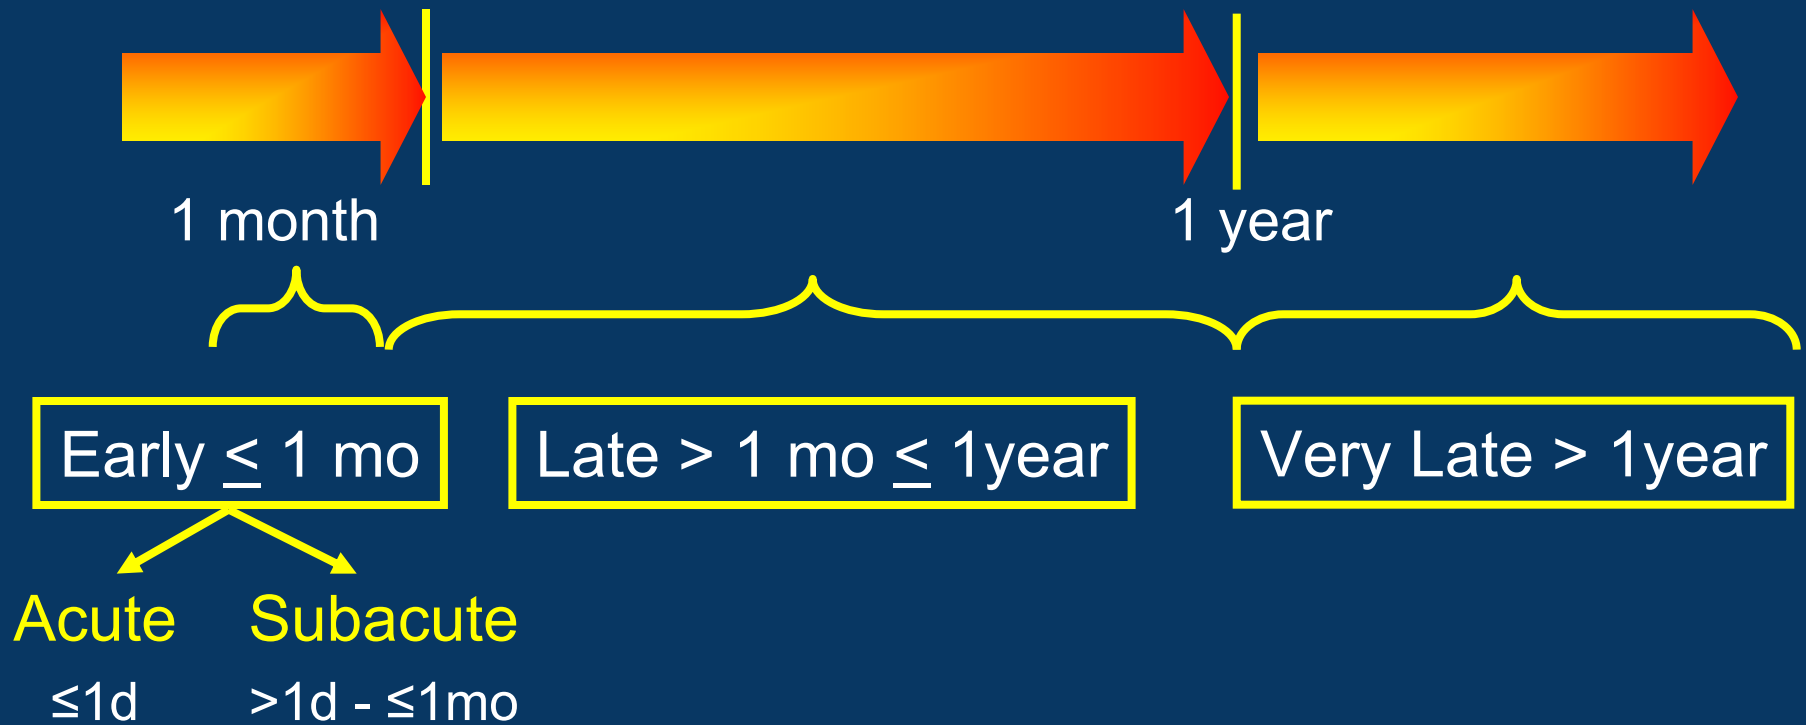 1 month
1 year
Early ≤ 1 mo
Late > 1 mo ≤ 1year
Very Late > 1year
Acute
Subacute
≤1d
>1d - ≤1mo